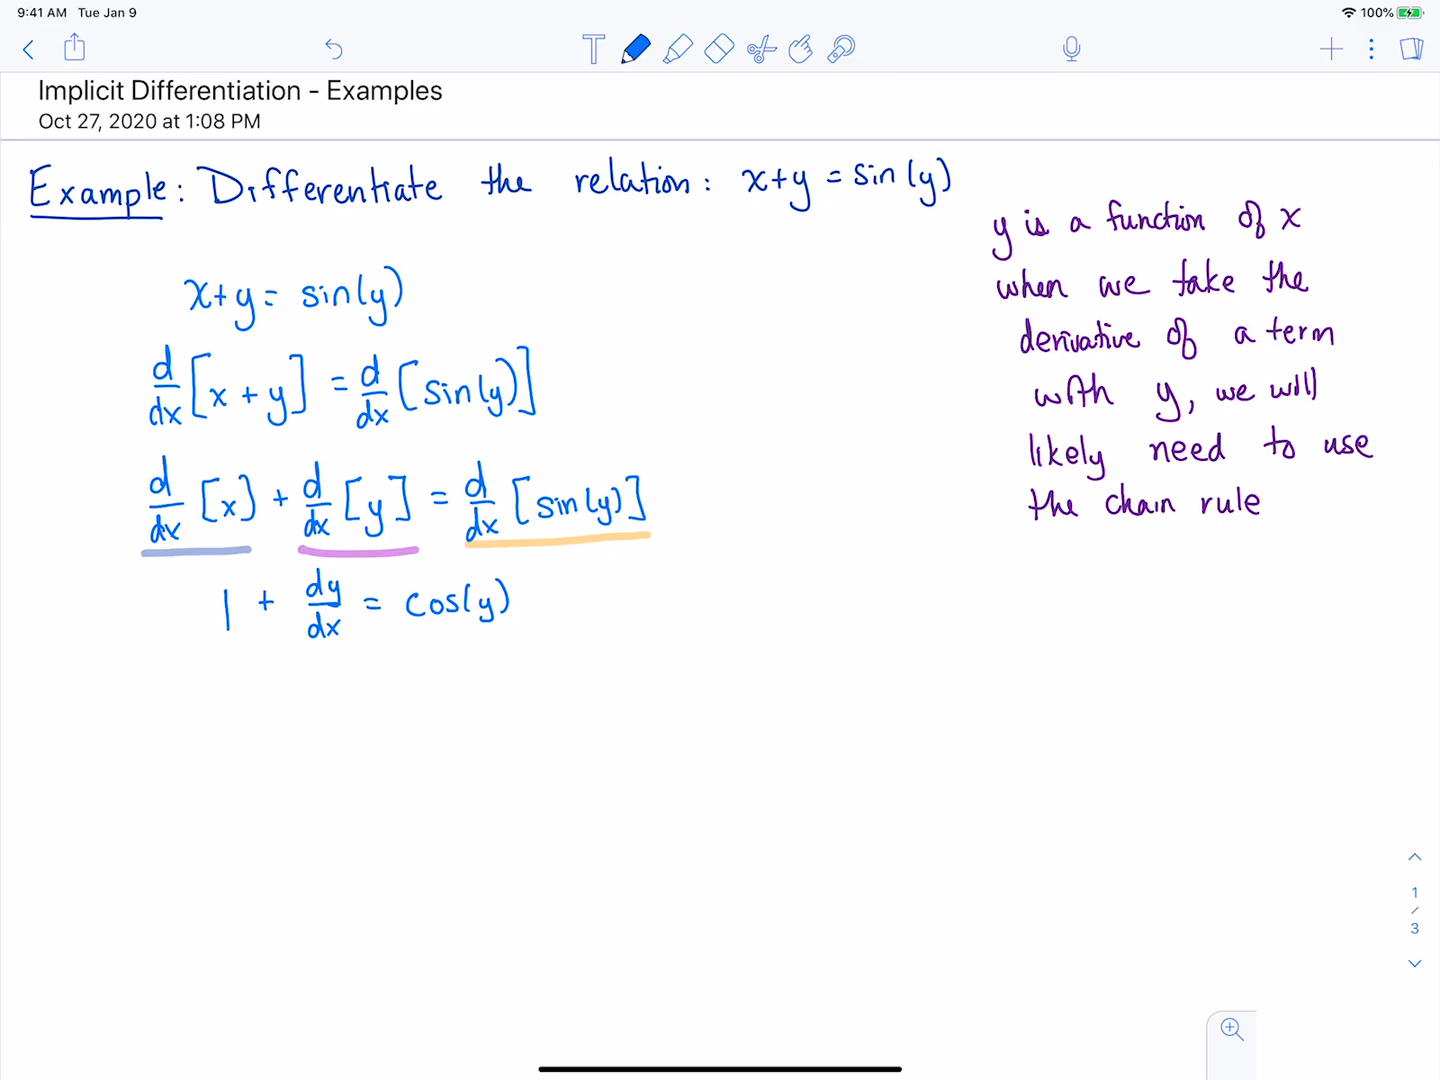 9:41 AM Tue Jan 9 100%
Implicit Differentiation - Examples
Oct 27, 2020 at 1:08 PM
Example: Differentiate the relation: x+y = sin(y)
y is a function of x
when we take the
derivative of a term
with y, we will
likely need to use
the chain rule
x+y = sin(y)
d/dx [x + y] = d/dx [sin(y)]
d/dx [x] + d/dx [y] = d/dx [sin(y)]
1 + dy/dx = cos(y)
1
/
3